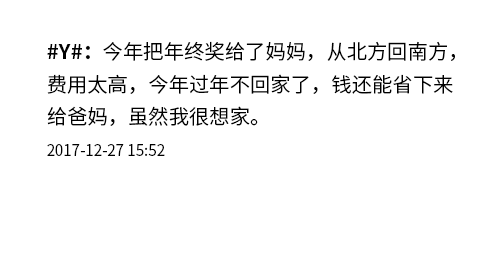 #Y#：今年把年终奖给了妈妈，从北方回南方，
费用太高，今年过年不回家了，钱还能省下来
给爸妈，虽然我很想家。
2017-12-27 15:52